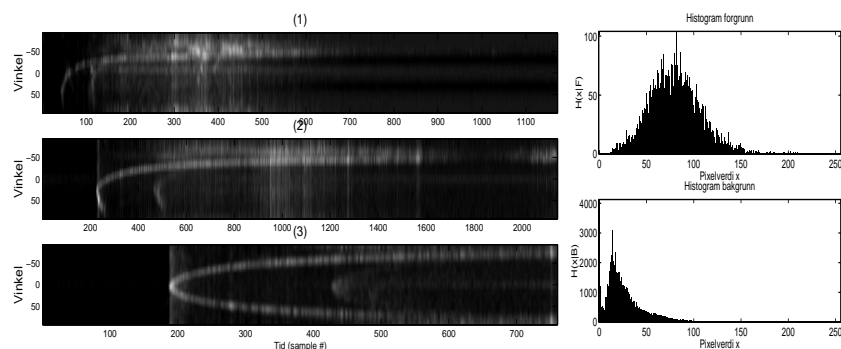 (1)
Vinkel
−50
0
50
100 200 300 400 500 600 700 800 900 1000 1100
(2)
Vinkel
−50
0
50
200 400 600 800 1000 1200 1400 1600 1800 2000
(3)
Vinkel
−50
0
50
100 200 300 400 500 600 700
Tid (sample #)
Histogram forgrunn
H(x|F)
100
50
0
0 50 100 150 200 250
Pixelverdi x
Histogram bakgrunn
H(x|B)
4000
3000
2000
1000
0
0 50 100 150 200 250
Pixelverdi x